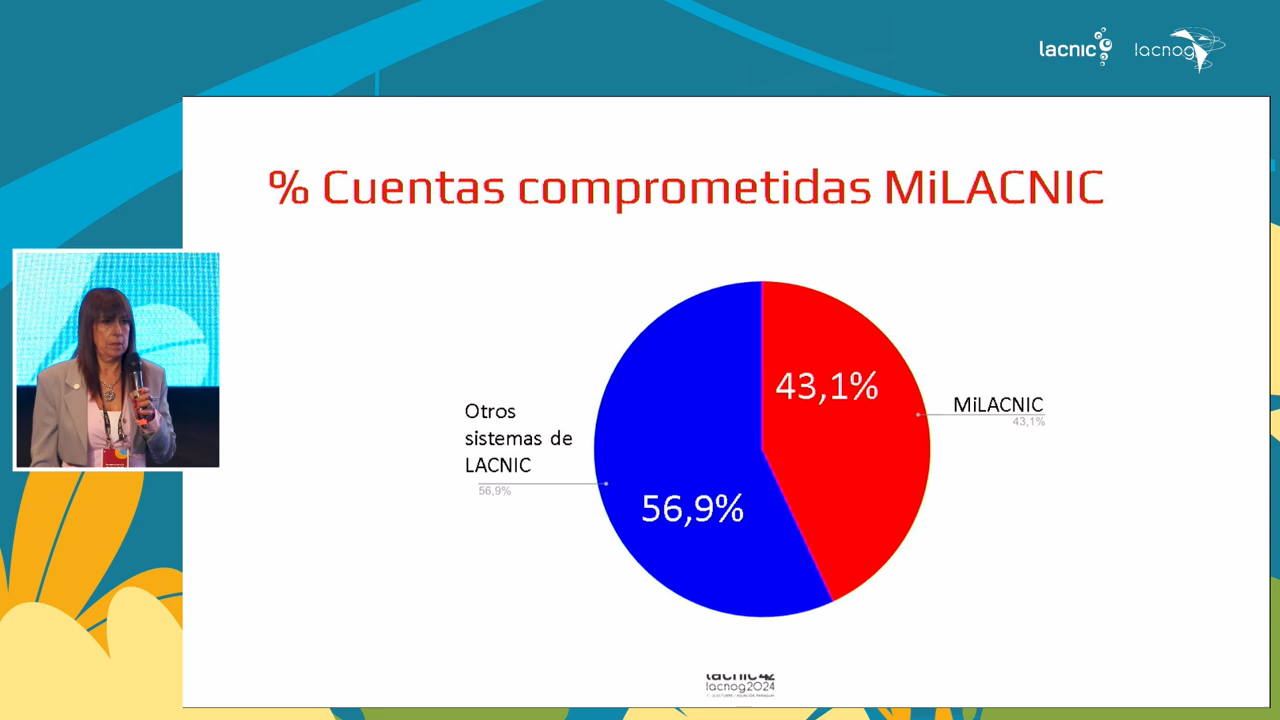 lacnic
lacnog
% Cuentas comprometidas MiLACNIC
43,1%
MiLACNIC
43,1%
Otros
sistemas de
LACNIC
56,9%
56,9%
lacnic42
lacnog2024